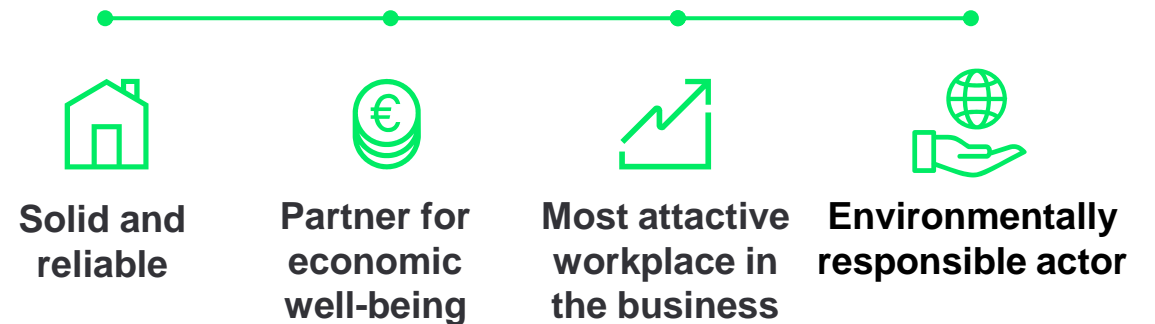 €
Solid and
reliable
Partner for
economic
well-being
Most attactive
workplace in
the business
Environmentally
responsible actor